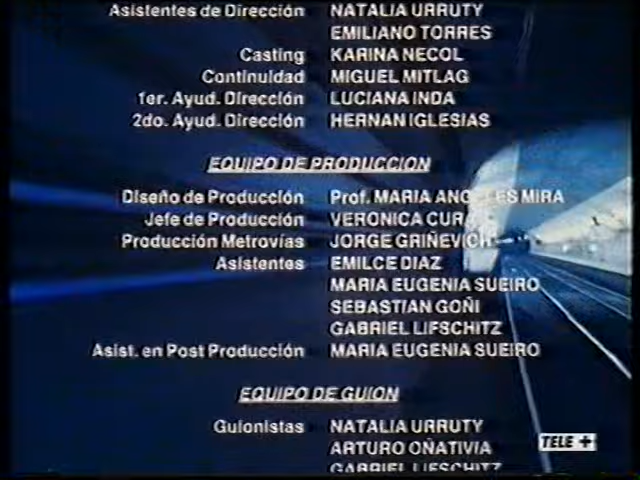 Asistentes de Dirección NATALIA URRUTY
EMILIANO TORRES
Casting KARINA NECOL
Continuidad MIGUEL MITLAG
1er. Ayud. Dirección LUCIANA INDA
2do. Ayud. Dirección HERNAN IGLESIAS
EQUIPO DE PRODUCCION
Diseño de Producción Prof. MARIA ANGELES MIRA
Jefe de Producción VERONICA
Producción Metrovías JORGE GRIÑEVICH
Asistentes EMILCE DIAZ
MARIA EUGENIA SUEIRO
SEBASTIAN GOÑI
GABRIEL LIFSCHITZ
Asist. en Post Producción MARIA EUGENIA SUEIRO
EQUIPO DE GUION
Guionistas NATALIA URRUTY
ARTURO OÑATIVIA
GABRIEL LIFSCHITZ
TELE +